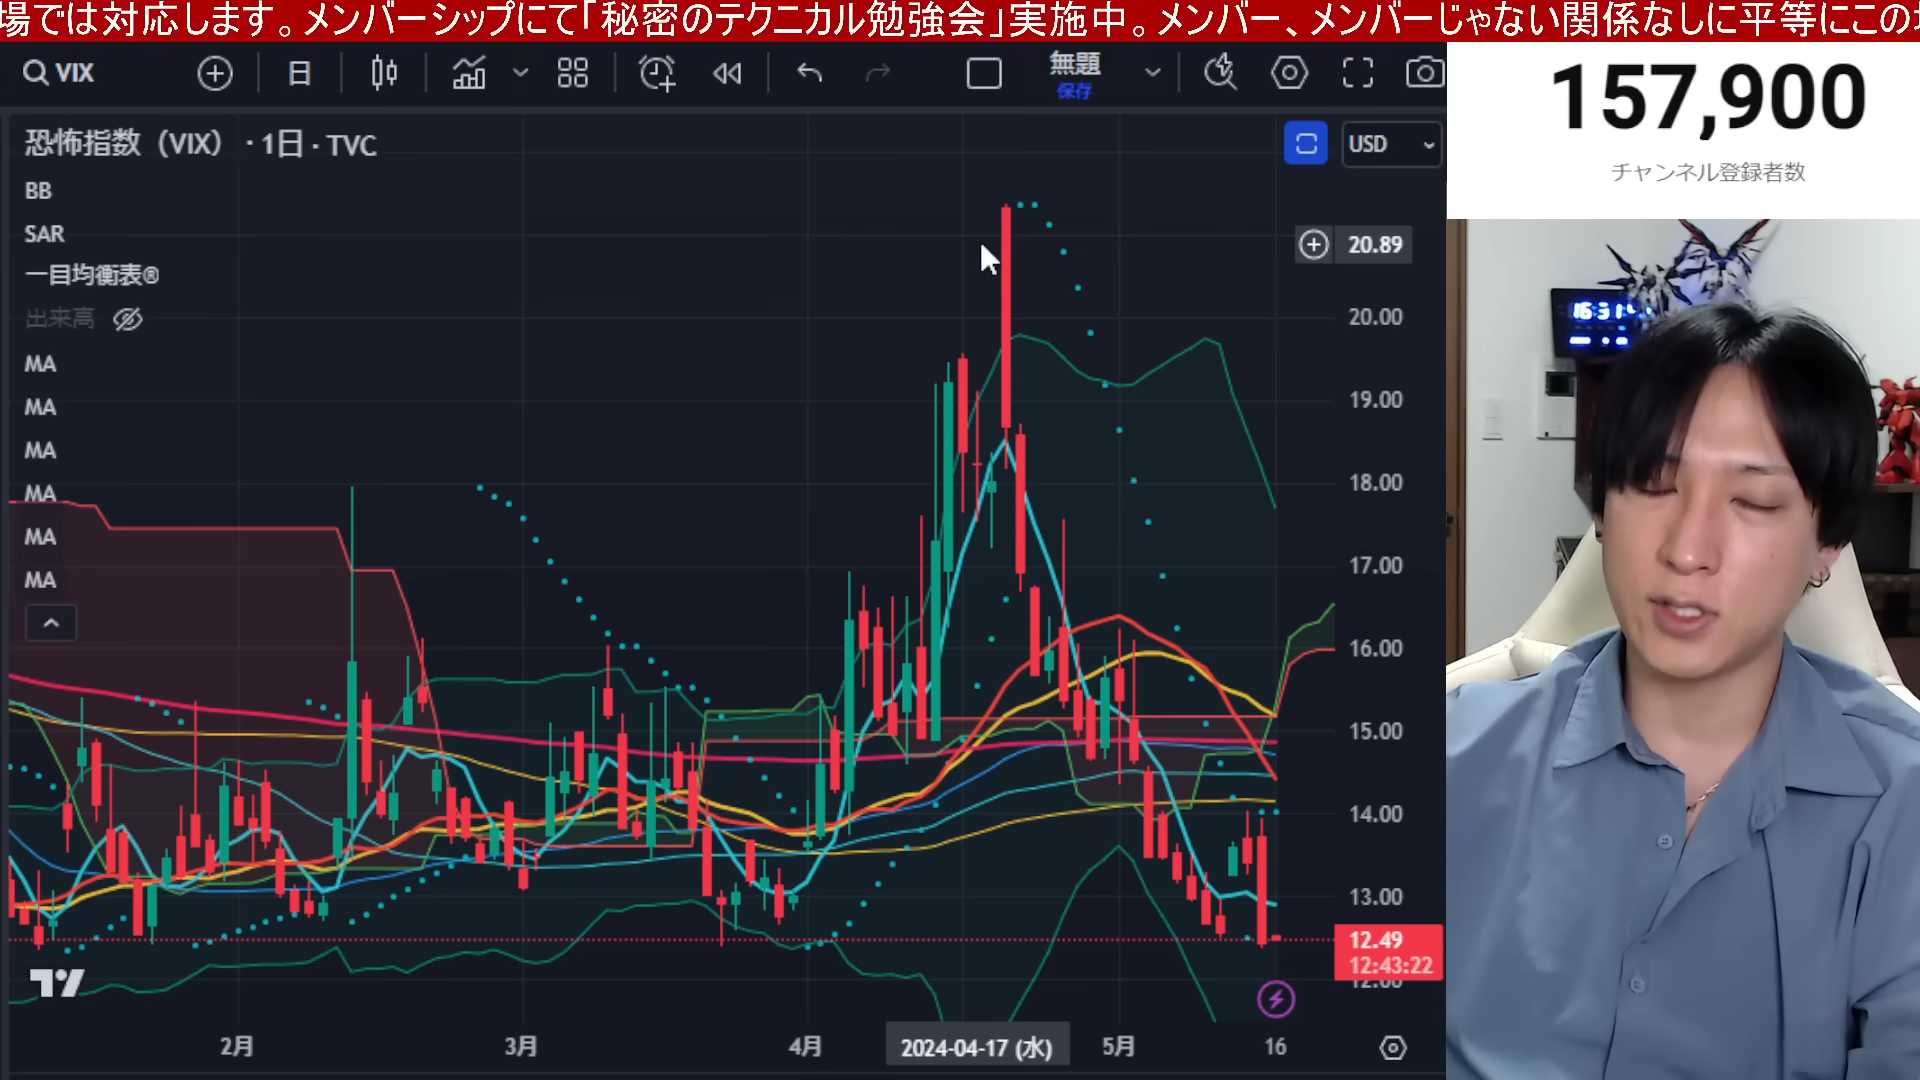 場では対応します。メンバーシップにて「秘密のテクニカル勉強会」実施中。メンバー、メンバーじゃない関係なしに平等にこの
VIX
日
無題
保存
157,900
チャンネル登録者数
恐怖指数（VIX）・1日・TVC
USD
BB
SAR
一目均衡表®
出来高
MA
MA
MA
MA
MA
MA
20.89
20.00
19.00
18.00
17.00
16.00
15.00
14.00
13.00
12.49
12:43:22
12.00
16:31
2月
3月
4月
2024-04-17 (水)
5月
16